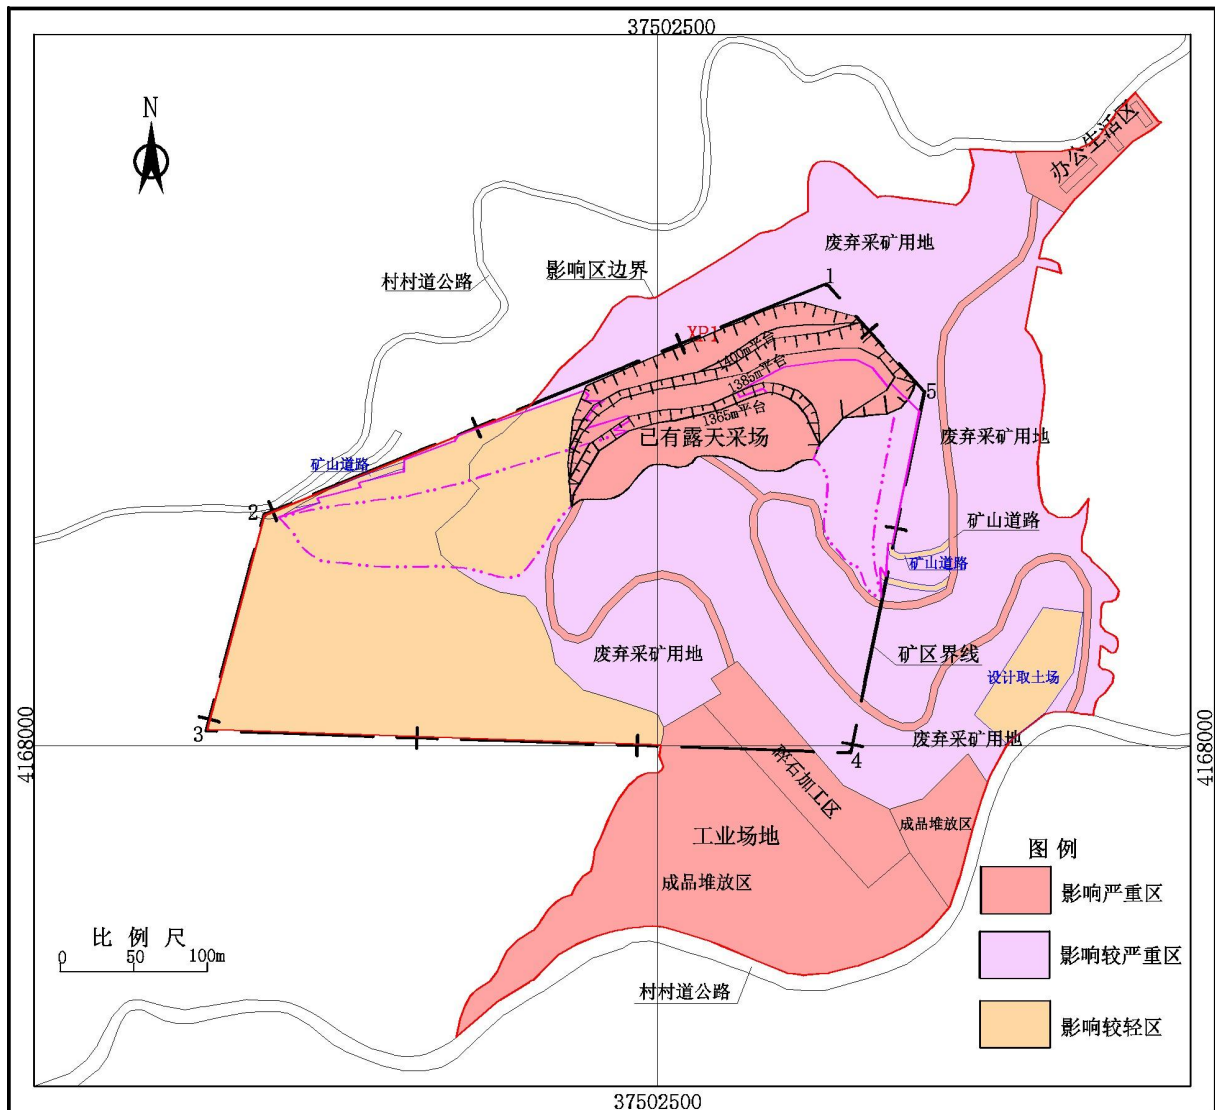 37502500
N
办公生活区
废弃采矿用地
村村道公路
影响区边界
1
XP1
1400m平台
1385m平台
1365m平台
5
已有露天采场
废弃采矿用地
矿山道路
2
矿山道路
矿山道路
废弃采矿用地
矿区界线
设计取土场
3
4168000
废弃采矿用地
4
4168000
碎石加工区
工业场地
成品堆放区
成品堆放区
图例
影响严重区
影响较严重区
影响较轻区
比例尺
0 50 100m
村村道公路
37502500